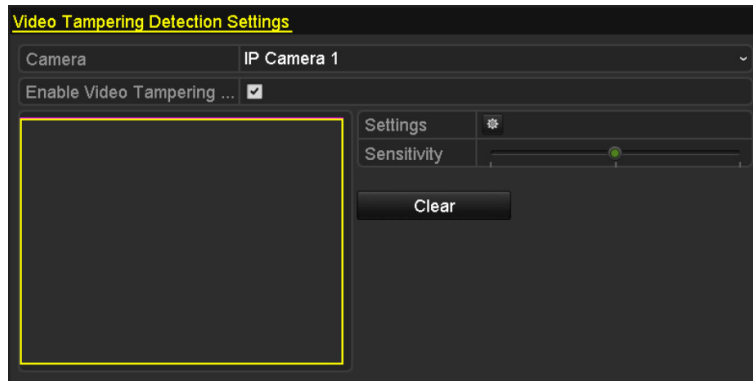 Video Tampering Detection Settings
Camera IP Camera 1
Enable Video Tampering ...
Settings
Sensitivity
Clear